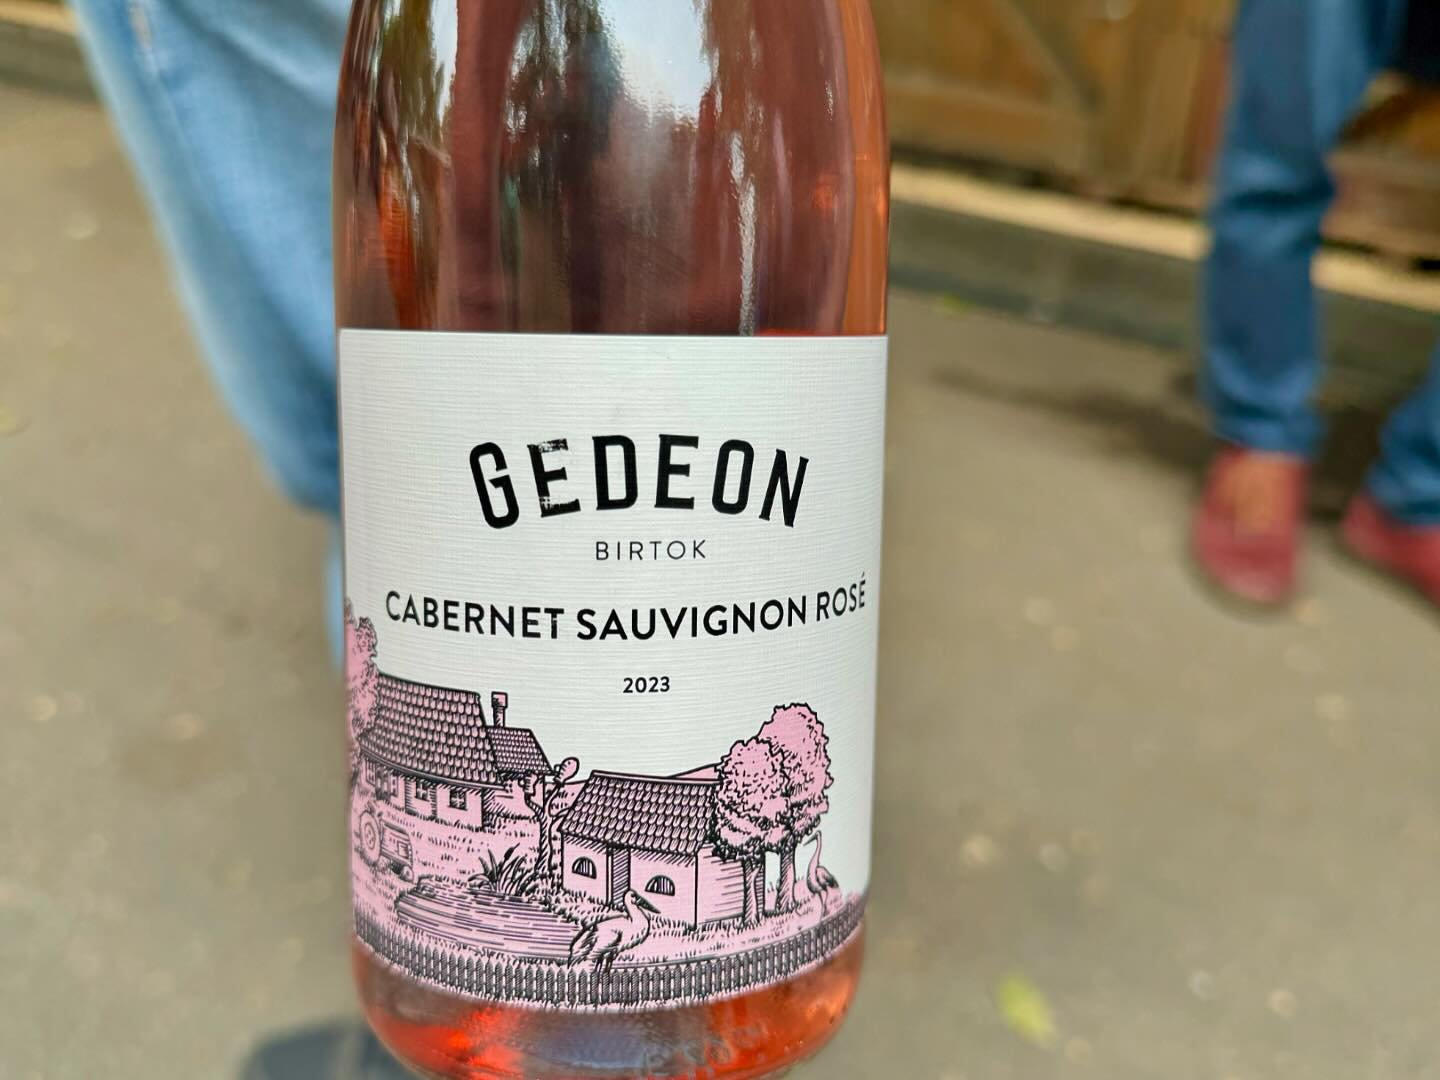 GEDEON
BIRTOK
CABERNET SAUVIGNON ROSÉ
2023